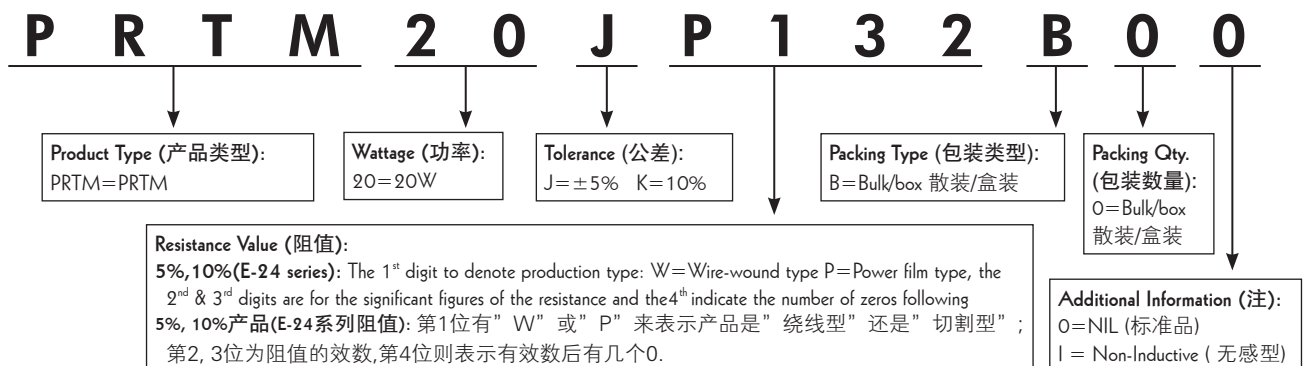 P R T M 2 0 J P 1 3 2 B 0 0
Product Type (产品类型):
PRTM=PRTM
Wattage (功率):
20=20W
Tolerance (公差):
J=±5% K=10%
Packing Type (包装类型):
B=Bulk/box 散装/盒装
Packing Qty.
(包装数量):
0=Bulk/box
散装/盒装
Resistance Value (阻值):
5%,10%(E-24 series): The 1st digit to denote production type: W=Wire-wound type P=Power film type, the
2nd & 3rd digits are for the significant figures of the resistance and the4th indicate the number of zeros following
5%, 10%产品(E-24系列阻值): 第1位有”W”或”P”来表示产品是”绕线型”还是”切割型”;
第2, 3位为阻值的效数,第4位则表示有效数后有几个0.
Additional Information (注):
0=NIL (标准品)
I = Non-Inductive ( 无感型)